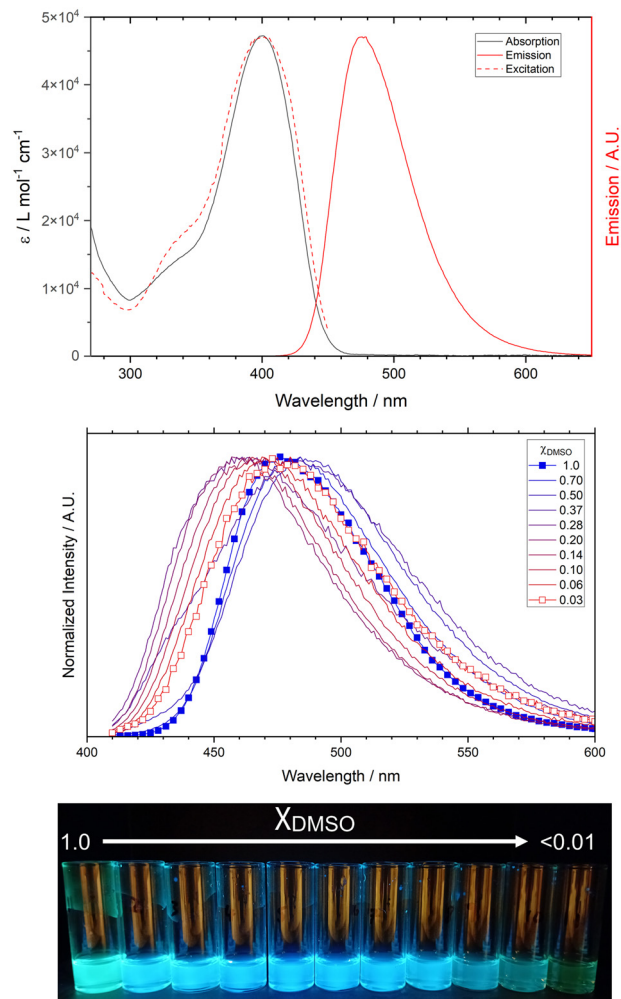 5×10⁴
4×10⁴
3×10⁴
2×10⁴
1×10⁴
0
ε / L mol⁻¹ cm⁻¹
Absorption
Emission
Excitation
Emission / A.U.
300
400
500
600
Wavelength / nm
Normalized Intensity / A.U.
χDMSO
1.0
0.70
0.50
0.37
0.28
0.20
0.14
0.10
0.06
0.03
400
450
500
550
600
Wavelength / nm
χDMSO
1.0
<0.01